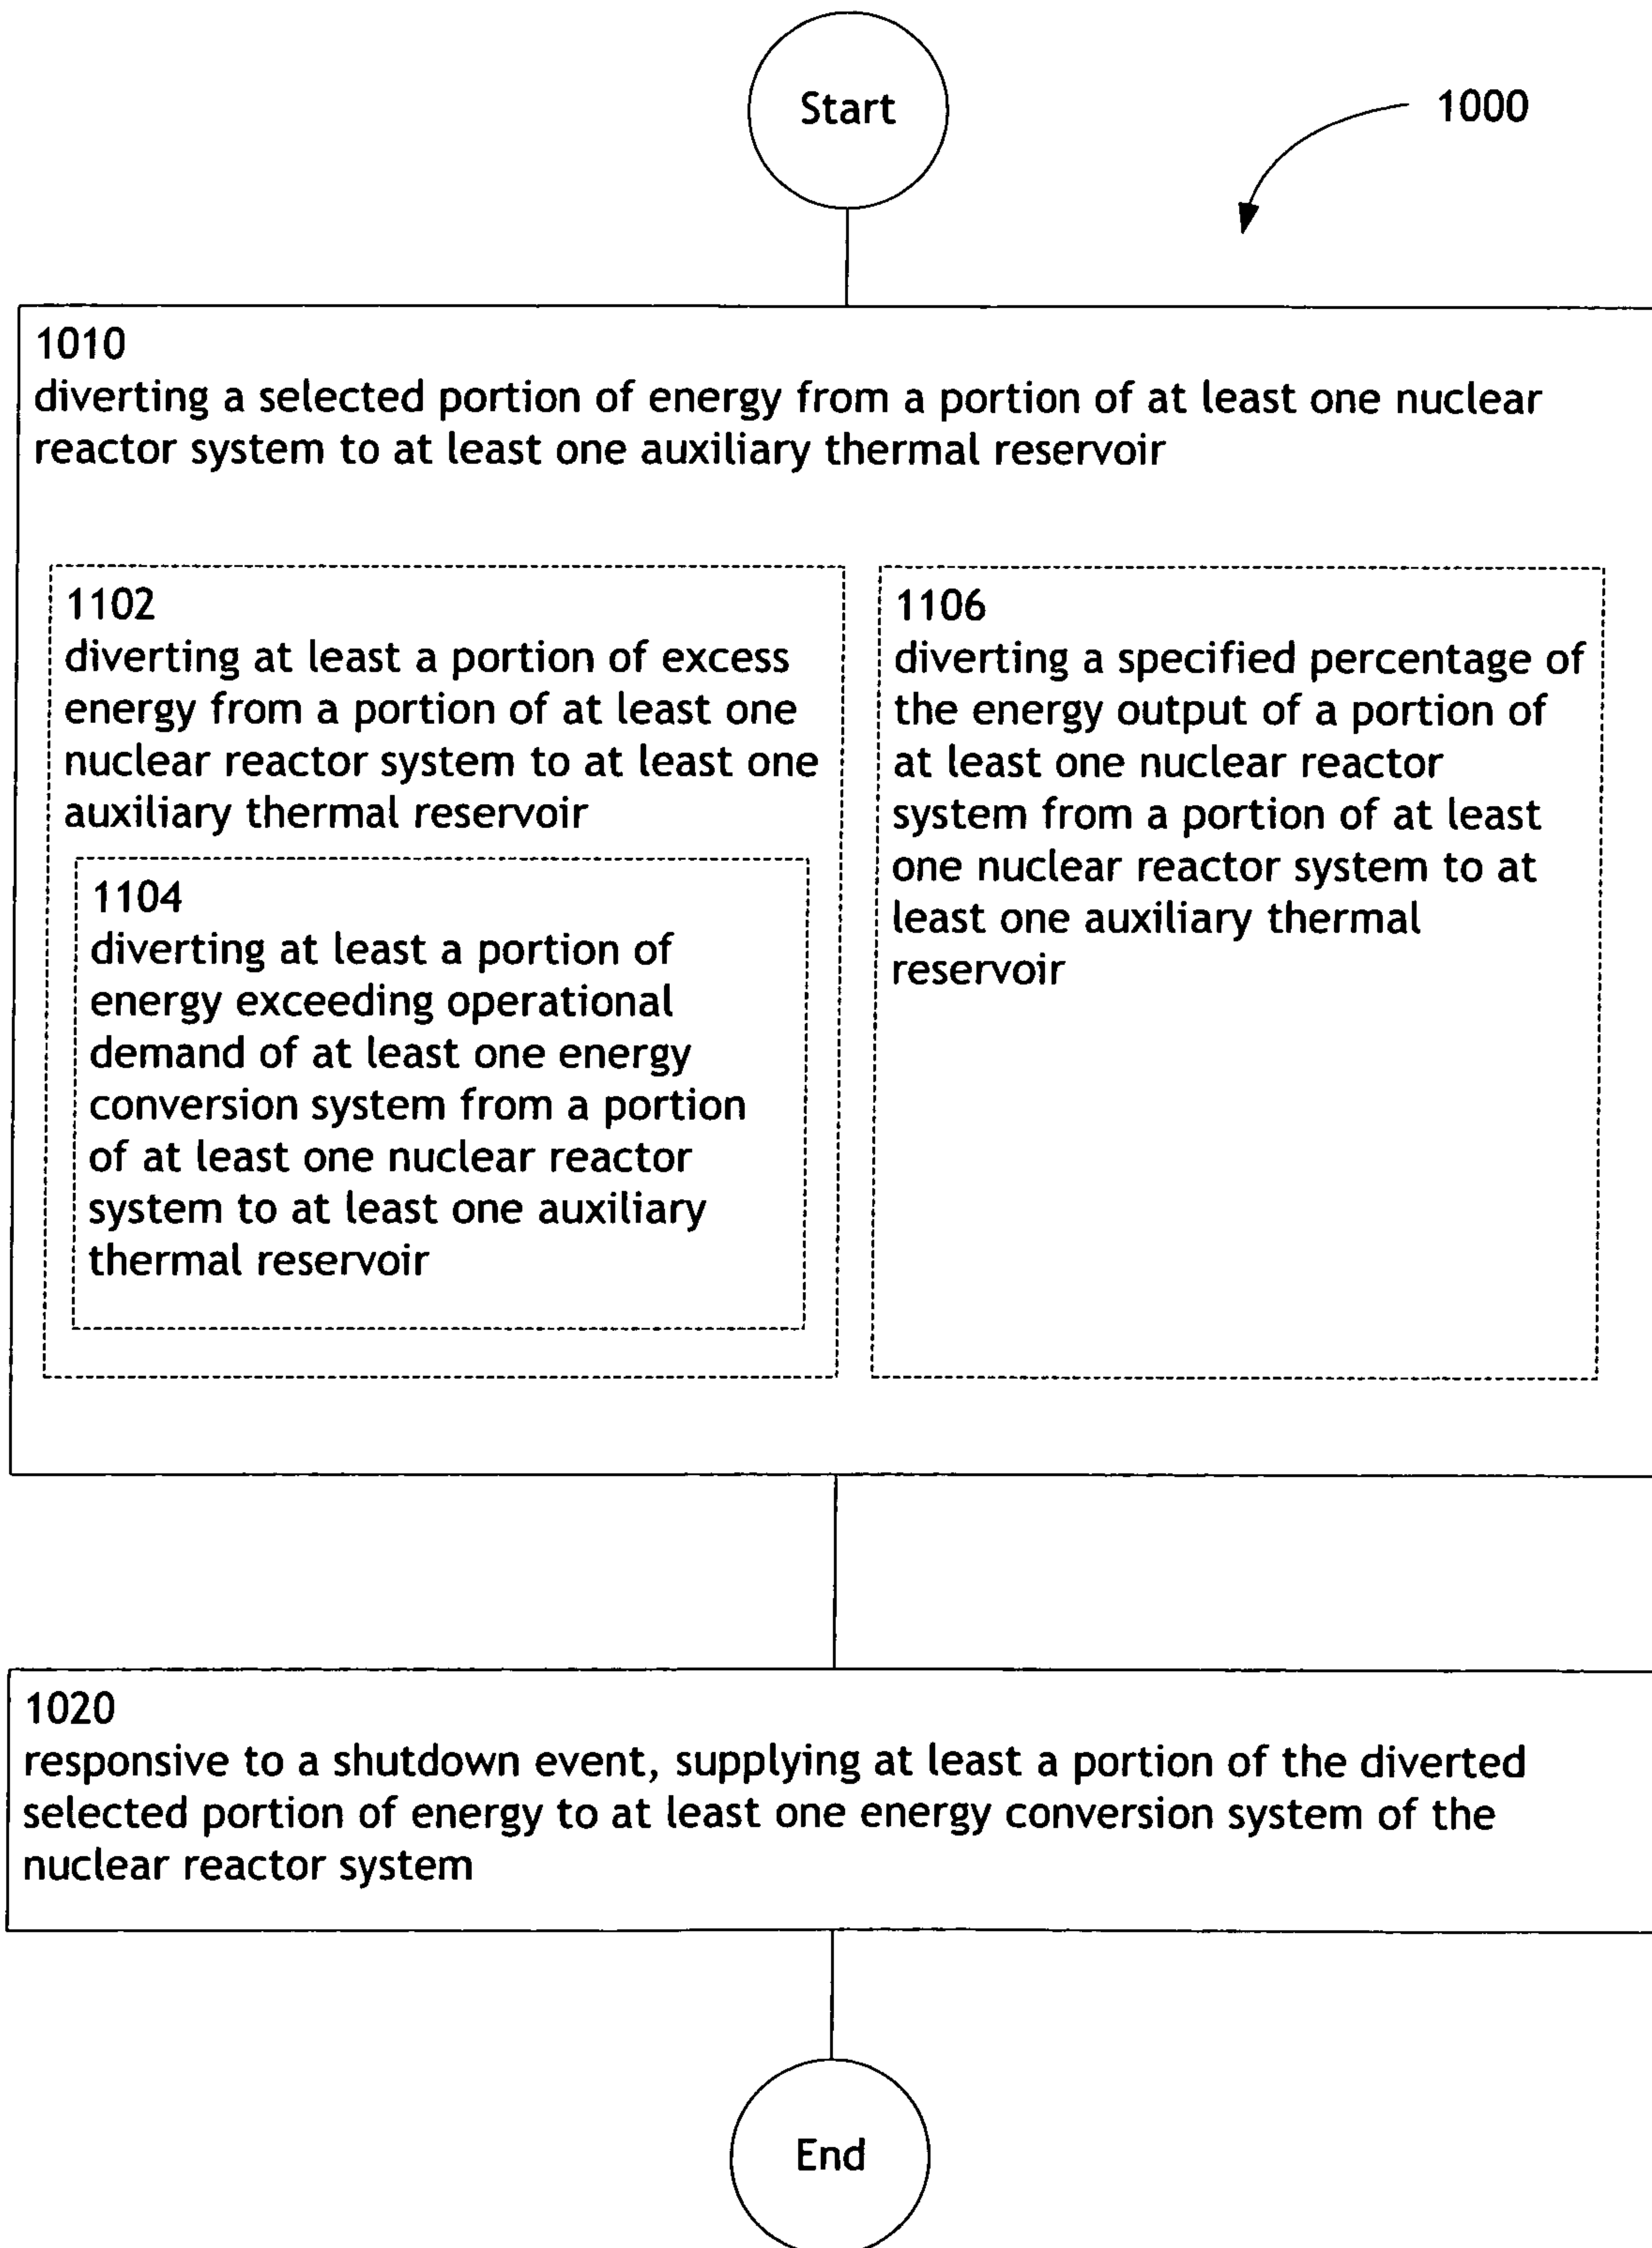 Start
1000
1010
diverting a selected portion of energy from a portion of at least one nuclear
reactor system to at least one auxiliary thermal reservoir
1102
diverting at least a portion of excess
energy from a portion of at least one
nuclear reactor system to at least one
auxiliary thermal reservoir
1104
diverting at least a portion of
energy exceeding operational
demand of at least one energy
conversion system from a portion
of at least one nuclear reactor
system to at least one auxiliary
thermal reservoir
1106
diverting a specified percentage of
the energy output of a portion of
at least one nuclear reactor
system from a portion of at least
one nuclear reactor system to at
least one auxiliary thermal
reservoir
1020
responsive to a shutdown event, supplying at least a portion of the diverted
selected portion of energy to at least one energy conversion system of the
nuclear reactor system
End